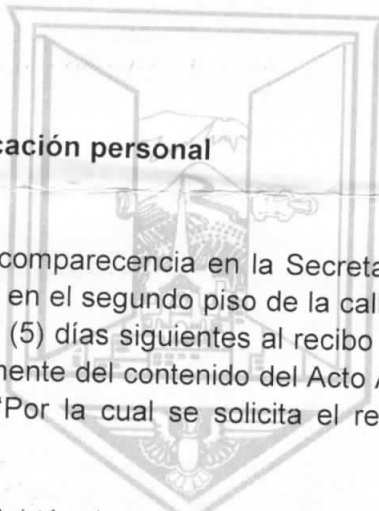 cación personal
comparecencia en la Secreta
en el segundo piso de la cal
(5) días siguientes al recibo
nente del contenido del Acto A
"Por la cual se solicita el re